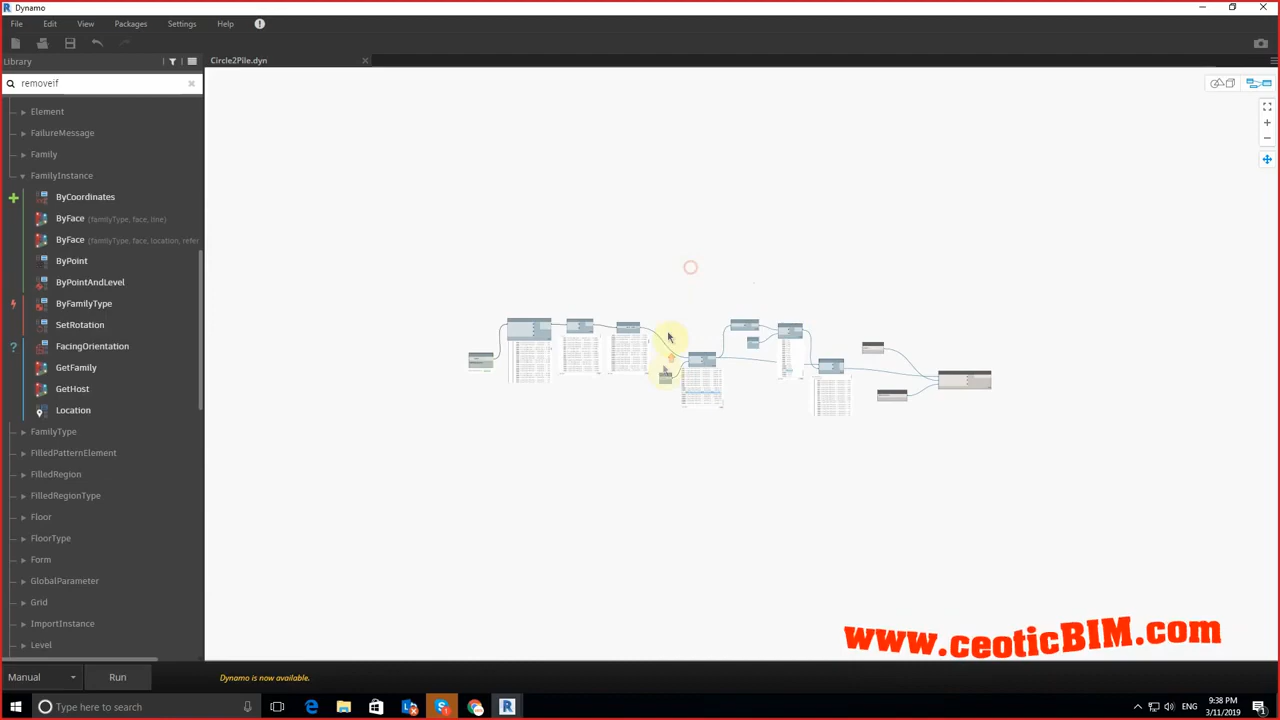 Dynamo
File Edit View Packages Settings Help
Library
Circle2Pile.dyn
removeif
Element
FailureMessage
Family
FamilyInstance
ByCoordinates
ByFace (familyType, face, line)
ByFace (familyType, face, location, refer
ByPoint
ByPointAndLevel
ByFamilyType
SetRotation
FacingOrientation
GetFamily
GetHost
Location
FamilyType
FilledPatternElement
FilledRegion
FilledRegionType
Floor
FloorType
Form
GlobalParameter
Grid
ImportInstance
Level
www.ceoticBIM.com
Manual Run Dynamo is now available.
Type here to search
ENG
9:38 PM
3/11/2019